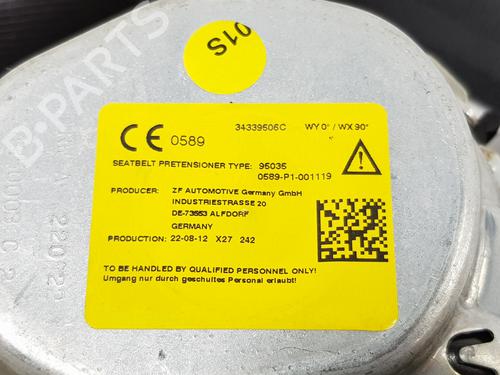 01S
B-PARTS
CE 0589
34339506C WY 0° / WX 90°
SEATBELT PRETENSIONER TYPE: 95035
0589-P1-001119
PRODUCER: ZF AUTOMOTIVE Germany GmbH
INDUSTRIESTRASSE 20
DE-73553 ALFDORF
GERMANY
PRODUCTION: 22-08-12 X27 242
TO BE HANDLED BY QUALIFIED PERSONNEL ONLY!
Umgang nur durch geschultes Personal erlaubt!